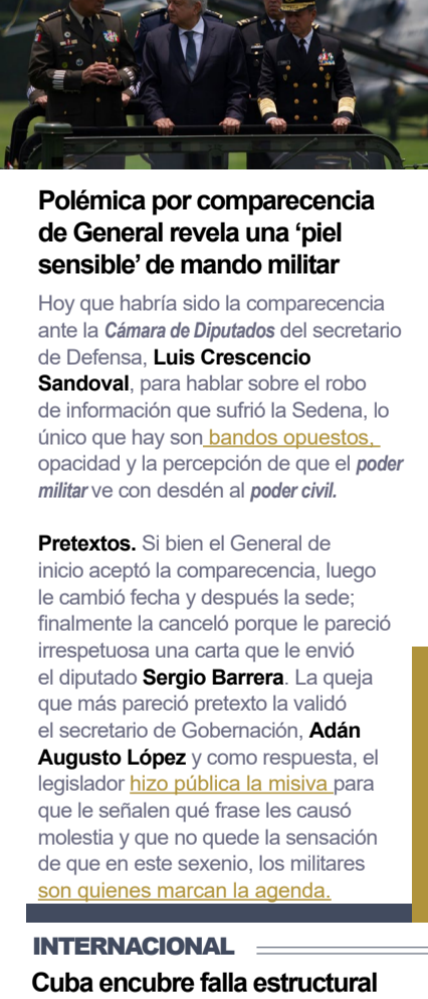 Polémica por comparecencia
de General revela una ‘piel
sensible’ de mando militar
Hoy que habría sido la comparecencia
ante la Cámara de Diputados del secretario
de Defensa, Luis Crescencio
Sandoval, para hablar sobre el robo
de información que sufrió la Sedena, lo
único que hay son bandos opuestos,
opacidad y la percepción de que el poder
militar ve con desdén al poder civil.
Pretextos. Si bien el General de
inicio aceptó la comparecencia, luego
le cambió fecha y después la sede;
finalmente la canceló porque le pareció
irrespetuosa una carta que le envió
el diputado Sergio Barrera. La queja
que más pareció pretexto la validó
el secretario de Gobernación, Adán
Augusto López y como respuesta, el
legislador hizo pública la misiva para
que le señalen qué frase les causó
molestia y que no quede la sensación
de que en este sexenio, los militares
son quienes marcan la agenda.
INTERNACIONAL
Cuba encubre falla estructural